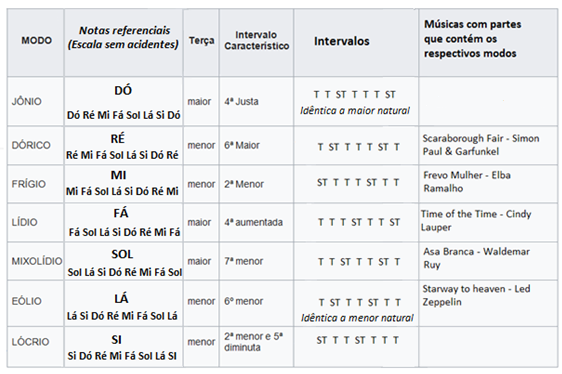 MODO
Notas referenciais
(Escala sem acidentes)
Terça
Intervalo
Característico
Intervalos
Músicas com partes
que contém os
respectivos modos
JÔNIO
DÓ
Dó Ré Mi Fá Sol Lá Si Dó
maior
4ª Justa
T T ST T T T ST
Idêntica a maior natural
DÓRICO
RÉ
Ré Mi Fá Sol Lá Si Dó Ré
menor
6ª Maior
T ST T T T ST T
Scaraborough Fair - Simon
Paul & Garfunkel
FRÍGIO
MI
Mi Fá Sol Lá Si Dó Ré Mi
menor
2ª Menor
ST T T T ST T T
Frevo Mulher - Elba
Ramalho
LÍDIO
FÁ
Fá Sol Lá Si Dó Ré Mi Fá
maior
4ª aumentada
T T T ST T T ST
Time of the Time - Cindy
Lauper
MIXOLÍDIO
SOL
Sol Lá Si Dó Ré Mi Fá Sol
maior
7ª menor
T T ST T T ST T
Asa Branca - Waldemar
Ruy
EÓLIO
LÁ
Lá Si Dó Ré Mi Fá Sol Lá
menor
6º menor
T ST T T ST T T
Idêntica a menor natural
Starway to heaven - Led
Zeppelin
LÓCRIO
SI
Si Dó Ré Mi Fá Sol Lá SI
menor
2ª menor e 5ª
diminuta
ST T T ST T T T